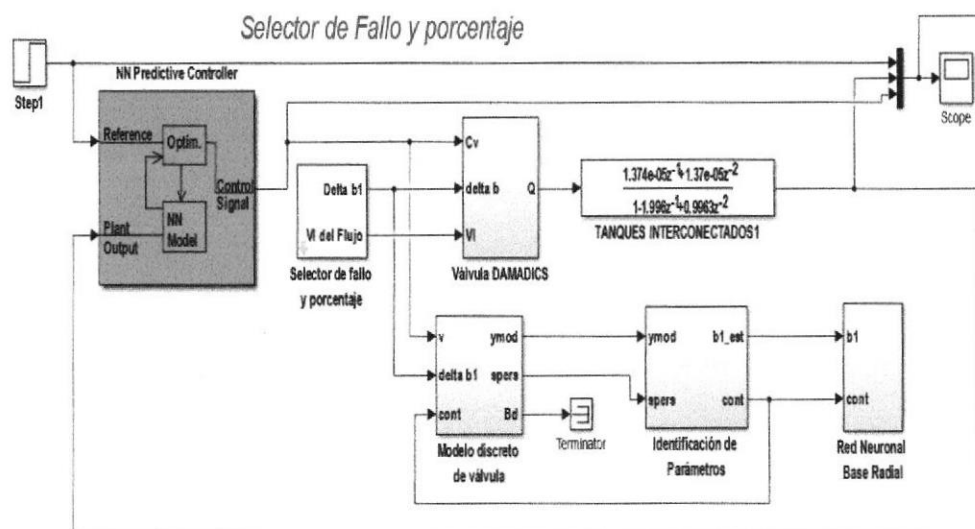 Selector de Fallo y porcentaje
Step1
NN Predictive Controller
Reference
Optim.
Control
Signal
Plant
Output
NN
Model
Delta b1
VI del Flujo
Selector de fallo
y porcentaje
Cv
delta b
VI
Q
Válvula DAMADICS
1.374e-05z-1+1.37e-05z-2
1-1.996z-1+0.9963z-2
TANQUES INTERCONECTADOS1
Scope
v
delta b1
cont
ymod
spers
Bd
Modelo discreto
de válvula
Terminator
ymod
spers
b1_est
cont
Identificación de
Parámetros
b1
cont
Red Neuronal
Base Radial